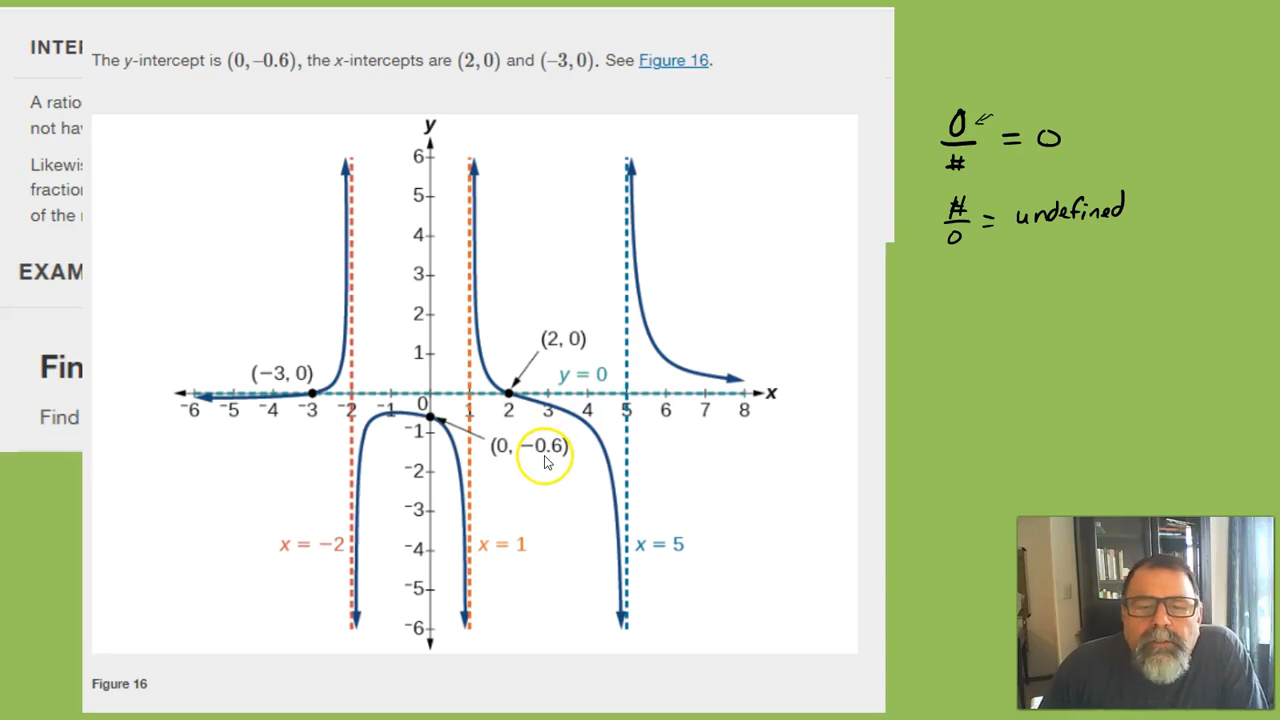 INTE
The y-intercept is (0, –0.6), the x-intercepts are (2, 0) and (–3, 0). See Figure 16.
A ratio
not hav
Likewis
fraction
of the
EXAM
Fin
Find
y
6
5
4
3
2
1
0
-1
-2
-3
-4
-5
-6
-6 -5 -4 -3 -2 -1 1 2 3 4 5 6 7 8
x
(−3, 0)
(2, 0)
y = 0
(0, −0.6)
x = −2
x = 1
x = 5
Figure 16
0/# = 0
#/0 = undefined